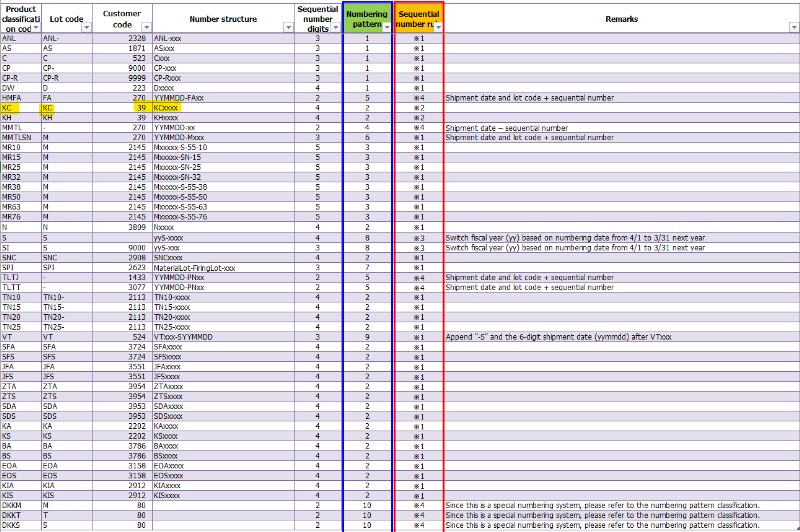 Product classificati on cod Lot code Customer code Number structure Sequential number digits Numbering pattern Sequential number ru Remarks
ANL ANL- 2328 ANL-xxx 3 1 ※1
AS AS 1871 ASxxx 3 1 ※1
C C 523 Cxxx 3 1 ※1
CP CP- 9000 CP-xxx 3 1 ※1
CP-R CP-R 9999 CP-Rxxx 3 1 ※1
DW D 223 Dxxxx 4 1 ※1
HMFA FA 270 YYMMDD-FAxx 2 5 ※4 Shipment date and lot code + sequential number
KC KC 39 KCxxxx 4 2 ※2
KH KH 39 KHxxxx 4 2 ※2
MMTL - 270 YYMMDD-xx 2 4 ※4 Shipment date – sequential number
MMTLSN M 270 YYMMDD-Mxxx 3 6 ※1 Shipment date and lot code + sequential number
MR10 M 2145 Mxxxxx-S-55-10 5 3 ※1
MR15 M 2145 Mxxxxx-SN-15 5 3 ※1
MR25 M 2145 Mxxxxx-SN-25 5 3 ※1
MR32 M 2145 Mxxxxx-SN-32 5 3 ※1
MR38 M 2145 Mxxxxx-S-55-38 5 3 ※1
MR50 M 2145 Mxxxxx-S-55-50 5 3 ※1
MR63 M 2145 Mxxxxx-S-55-63 5 3 ※1
MR76 M 2145 Mxxxxx-S-55-76 5 3 ※1
N N 3809 Nxxxx 4 2 ※1
S S yyS-xxxx 4 8 ※3 Switch fiscal year (yy) based on numbering date from 4/1 to 3/31 next year
SI S 9000 yyS-xxx 3 8 ※3 Switch fiscal year (yy) based on numbering date from 4/1 to 3/31 next year
SNC SNC 2908 SNCxxxx 4 2 ※1
SPI SPI 2623 MaterialLot-FiringLot-xxx 3 7 ※1
TLTJ - 1433 YYMMDD-PNxx 2 5 ※4 Shipment date and lot code + sequential number
TLTT - 3077 YYMMDD-PNxx 2 5 ※4 Shipment date and lot code + sequential number
TN10 TN10- 2113 TN10-xxxx 4 2 ※1
TN15 TN15- 2113 TN15-xxxx 4 2 ※1
TN20 TN20- 2113 TN20-xxxx 4 2 ※1
TN25 TN25- 2113 TN25-xxxx 4 2 ※1
VT VT 524 VTxxx-SYYMMDD 3 9 ※1 Append "-S" and the 6-digit shipment date (yymmdd) after VTxxx
SFA SFA 3724 SFAxxxx 4 2 ※1
SFS SFS 3724 SFSxxxx 4 2 ※1
JFA JFA 3551 JFAxxxx 4 2 ※1
JFS JFS 3551 JFSxxxx 4 2 ※1
ZTA ZTA 3954 ZTAxxxx 4 2 ※1
ZTS ZTS 3954 ZTSxxxx 4 2 ※1
SDA SDA 3953 SDAxxxx 4 2 ※1
SDS SDS 3953 SDSxxxx 4 2 ※1
KA KA 2202 KAxxxx 4 2 ※1
KS KS 2202 KSxxxx 4 2 ※1
BA BA 3786 BAxxxx 4 2 ※1
BS BS 3786 BSxxxx 4 2 ※1
EOA EOA 3158 EOAxxxx 4 2 ※1
EOS EOS 3158 EOSxxxx 4 2 ※1
KIA KIA 2912 KIAxxxx 4 2 ※1
KIS KIS 2912 KISxxxx 4 2 ※1
DKKM M 80 2 10 ※4 Since this is a special numbering system, please refer to the numbering pattern classification.
DKKT T 80 2 10 ※4 Since this is a special numbering system, please refer to the numbering pattern classification.
DKKS S 80 2 10 ※4 Since this is a special numbering system, please refer to the numbering pattern classification.